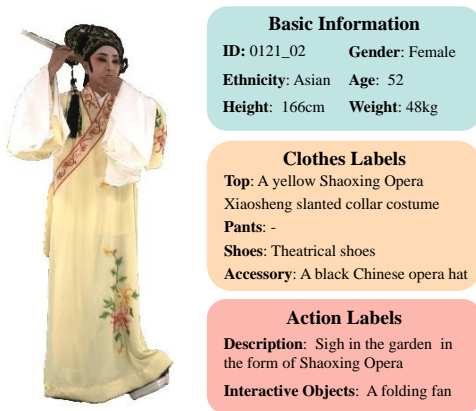 Basic Information
ID: 0121_02 Gender: Female
Ethnicity: Asian Age: 52
Height: 166cm Weight: 48kg
Clothes Labels
Top: A yellow Shaoxing Opera
Xiaosheng slanted collar costume
Pants: -
Shoes: Theatrical shoes
Accessory: A black Chinese opera hat
Action Labels
Description: Sigh in the garden in
the form of Shaoxing Opera
Interactive Objects: A folding fan